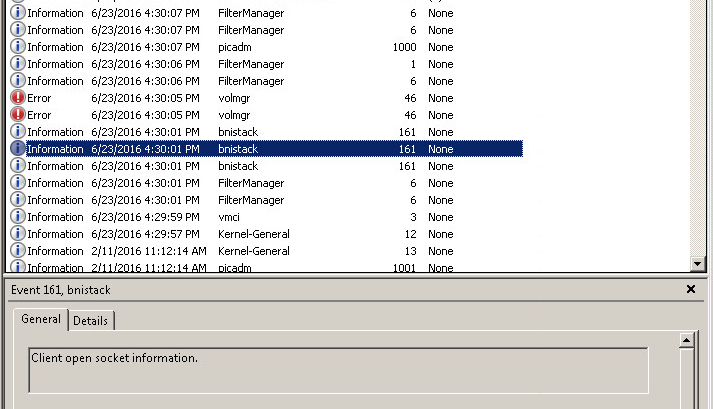 Information 6/23/2016 4:30:07 PM FilterManager 6 None
Information 6/23/2016 4:30:07 PM FilterManager 6 None
Information 6/23/2016 4:30:07 PM picadm 1000 None
Information 6/23/2016 4:30:06 PM FilterManager 1 None
Information 6/23/2016 4:30:06 PM FilterManager 6 None
Error 6/23/2016 4:30:05 PM volmgr 46 None
Error 6/23/2016 4:30:05 PM volmgr 46 None
Information 6/23/2016 4:30:01 PM bnistack 161 None
Information 6/23/2016 4:30:01 PM bnistack 161 None
Information 6/23/2016 4:30:01 PM bnistack 161 None
Information 6/23/2016 4:30:01 PM FilterManager 6 None
Information 6/23/2016 4:30:01 PM FilterManager 6 None
Information 6/23/2016 4:29:59 PM vmci 3 None
Information 6/23/2016 4:29:57 PM Kernel-General 12 None
Information 2/11/2016 11:12:14 AM Kernel-General 13 None
Information 2/11/2016 11:12:14 AM picadm 1001 None
Event 161, bnistack
General Details
Client open socket information.